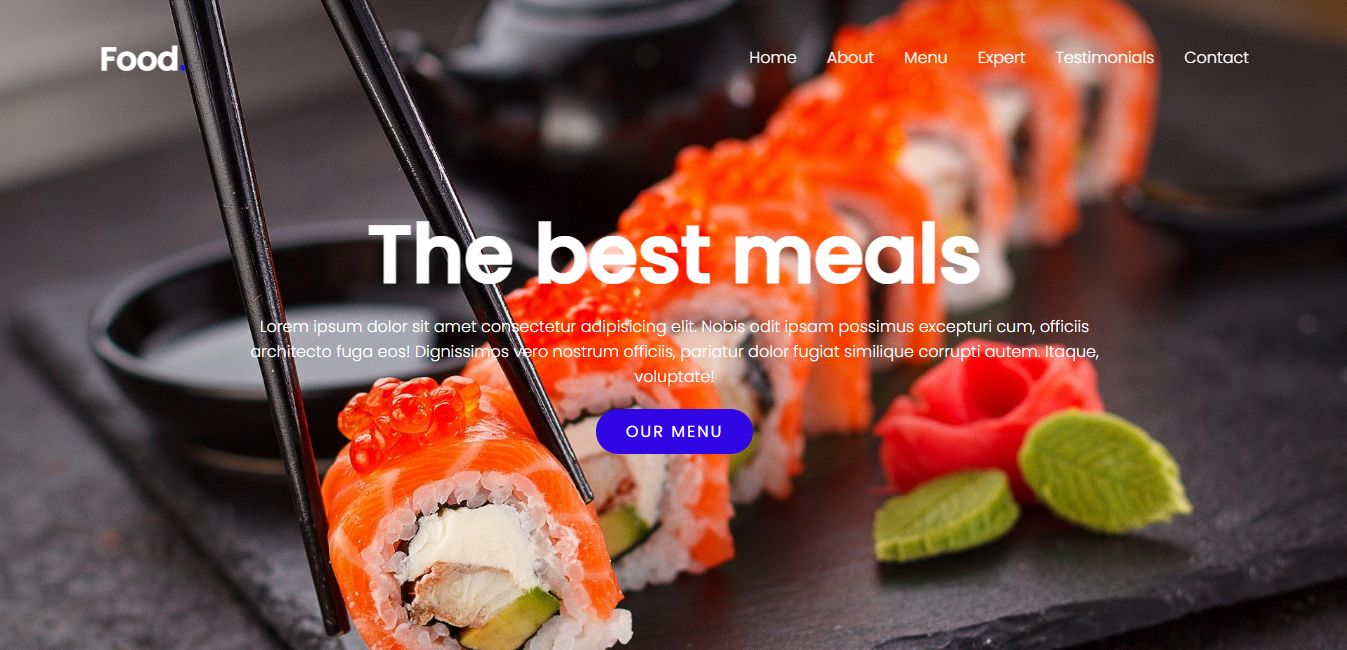 Food.
Home About Menu Expert Testimonials Contact
The best meals
Lorem ipsum dolor sit amet consectetur adipisicing elit. Nobis odit ipsam possimus excepturi cum, officiis
architecto fuga eos! Dignissimos vero nostrum officiis, pariatur dolor fugiat similique corrupti autem. Itaque,
voluptate!
OUR MENU